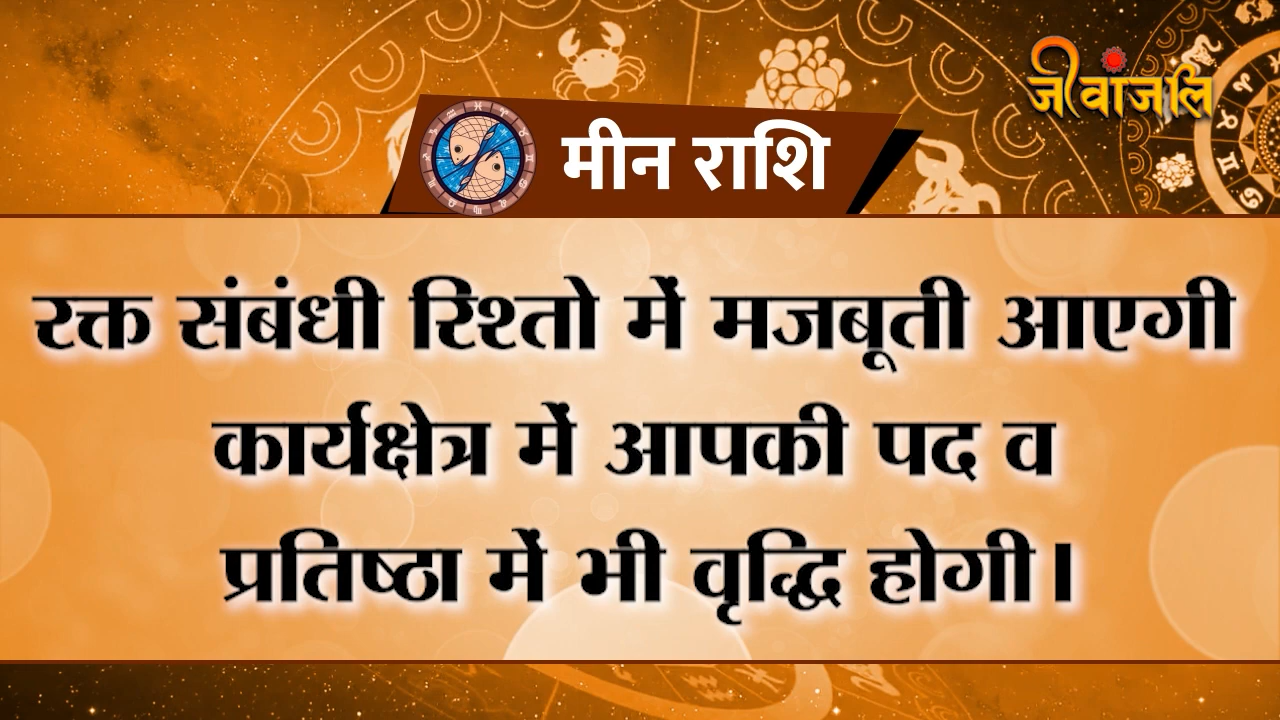 जीवांजलि
मीन राशि
रक्त संबंधी रिश्तो में मजबूती आएगी
कार्यक्षेत्र में आपकी पद व
प्रतिष्ठा में भी वृद्धि होगी।